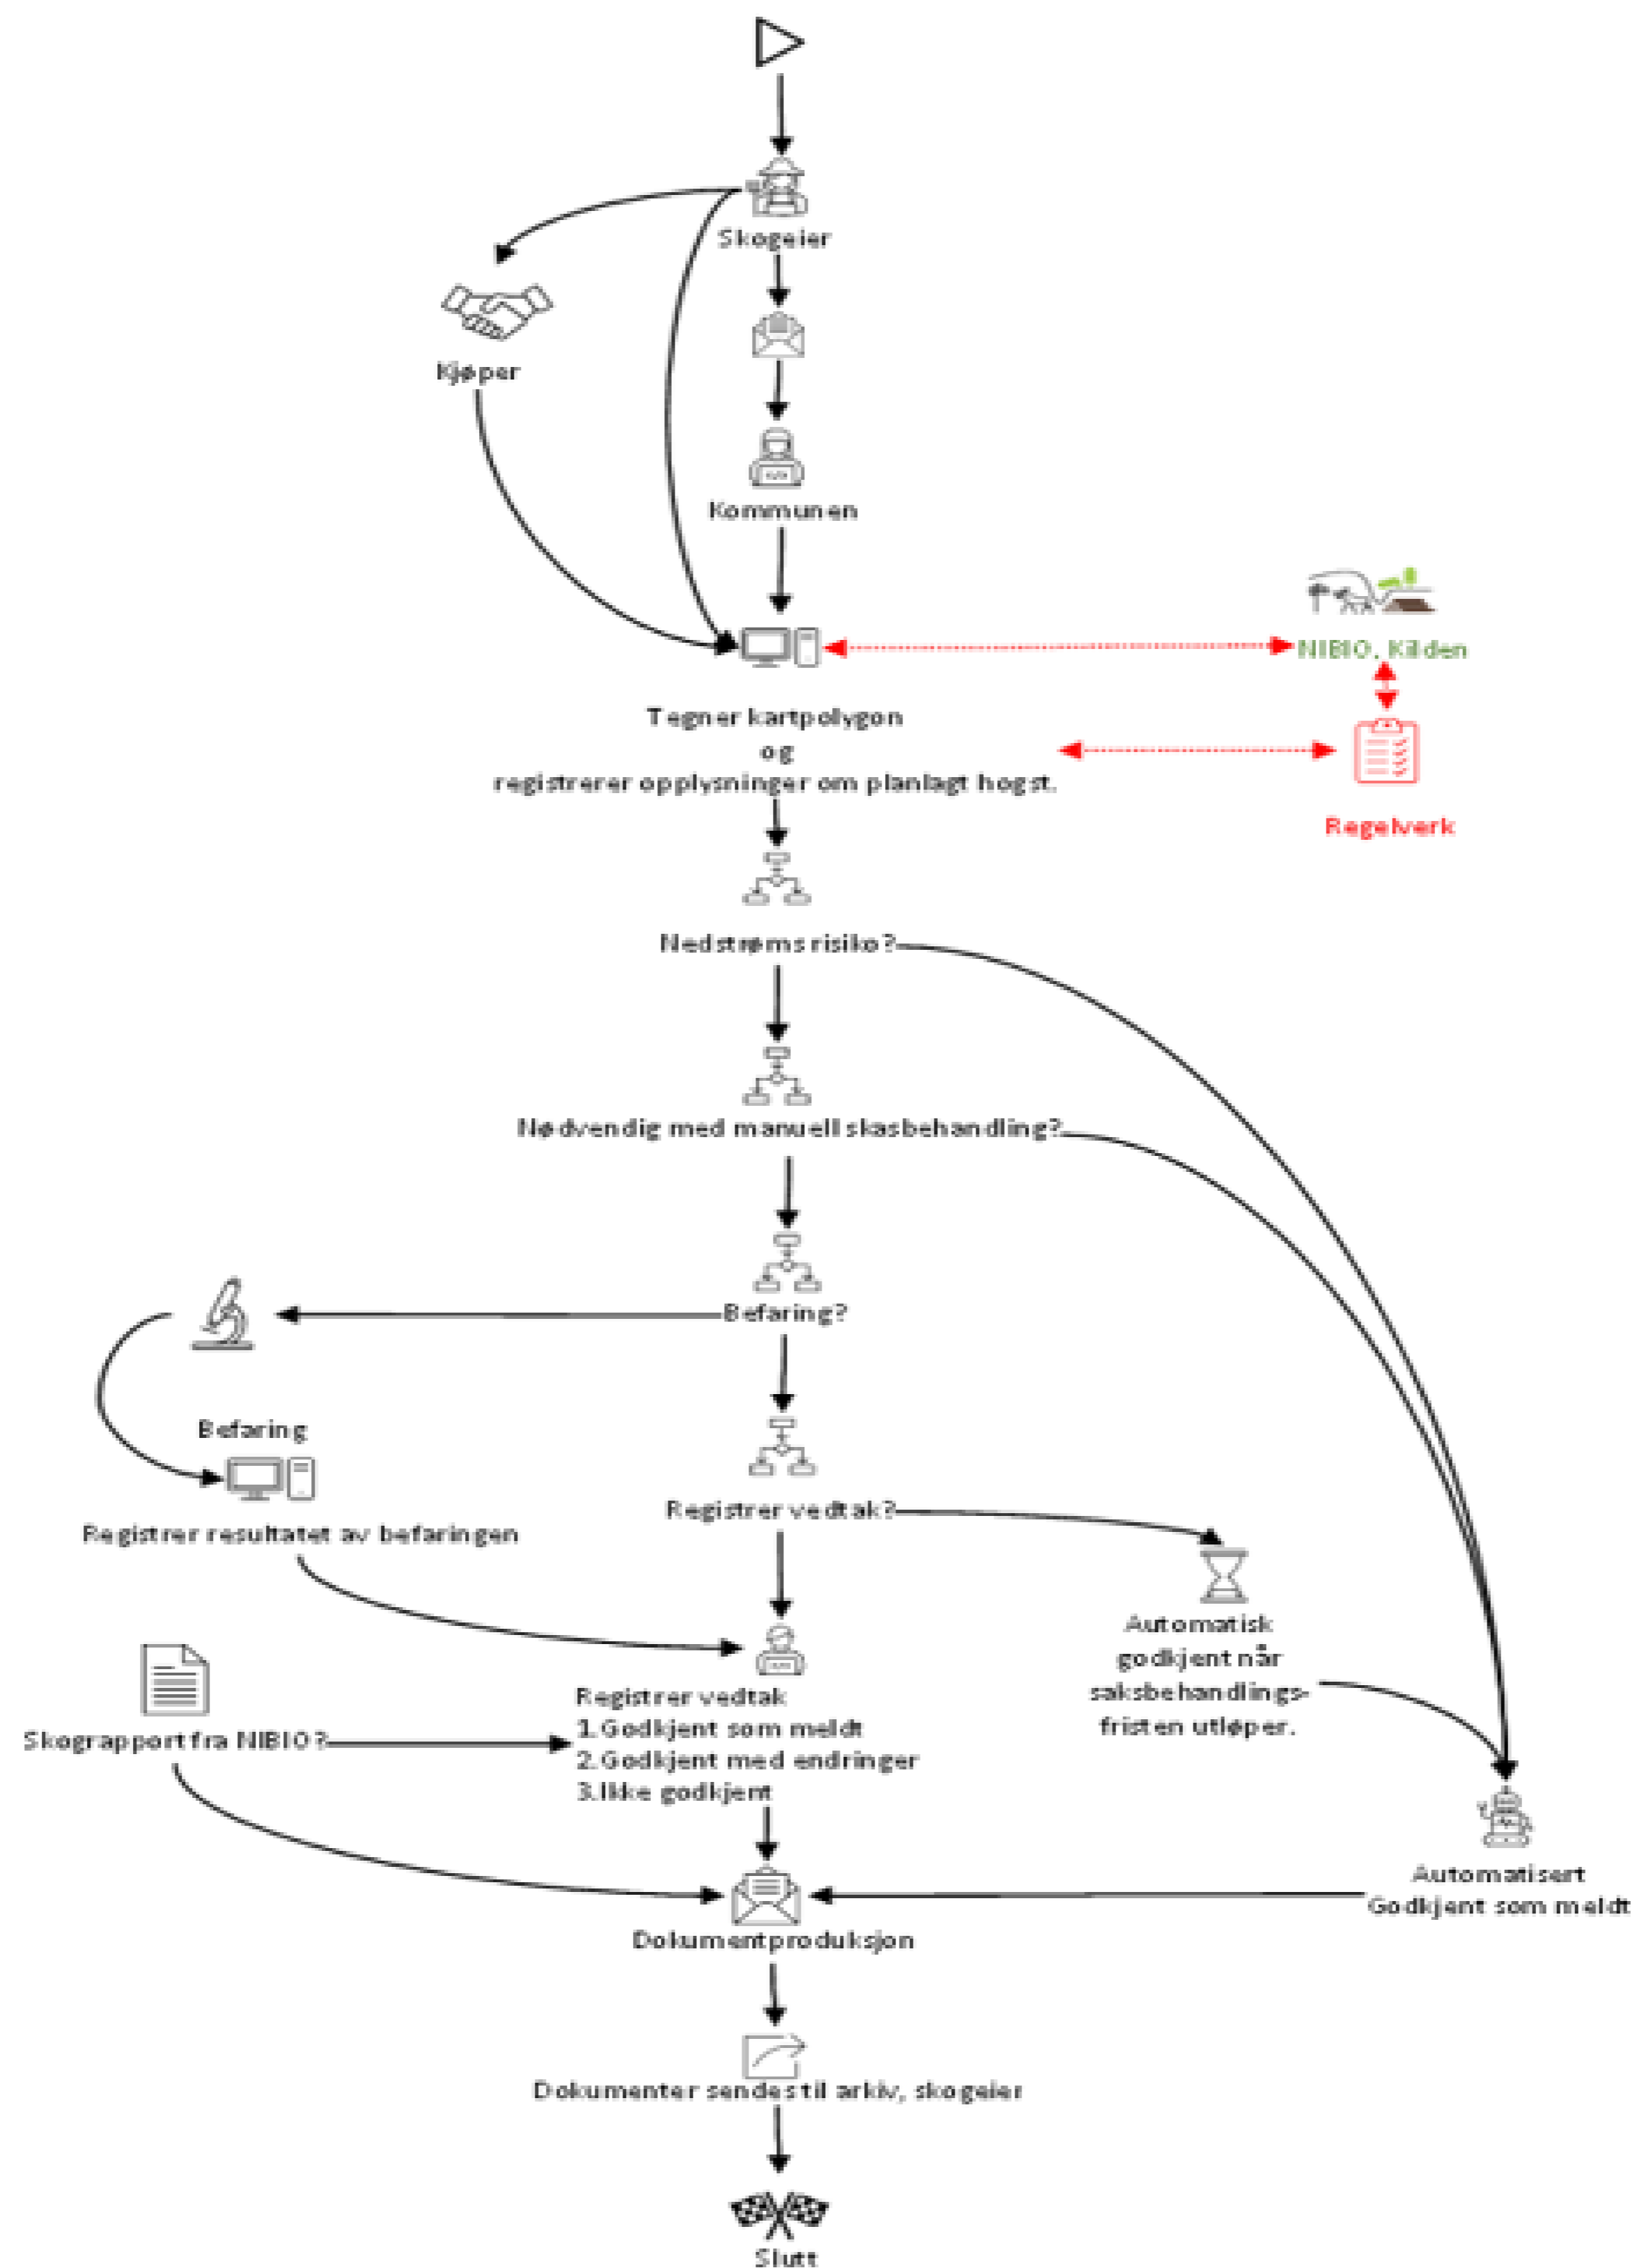 Skogeier
Kjøper
Kommunen
NIBIO, Kilden
Tegner kartpolygon
og
registrerer opplysninger om planlagt hogst.
Regelverk
Nedstrøms risiko?
Nødvendig med manuell skasbehandling?
Befaring?
Befaring
Registrer resultatet av befaringen
Registrer vedtak?
Automatisk
godkjent når
saksbehandlings-
fristen utløper.
Skograpport fra NIBIO?
Registrer vedtak
1.Godkjent som meldt
2.Godkjent med endringer
3.Ikke godkjent
Automatisert
Godkjent som meldt
Dokumentproduksjon
Dokumenter sendes til arkiv, skogeier
Slutt